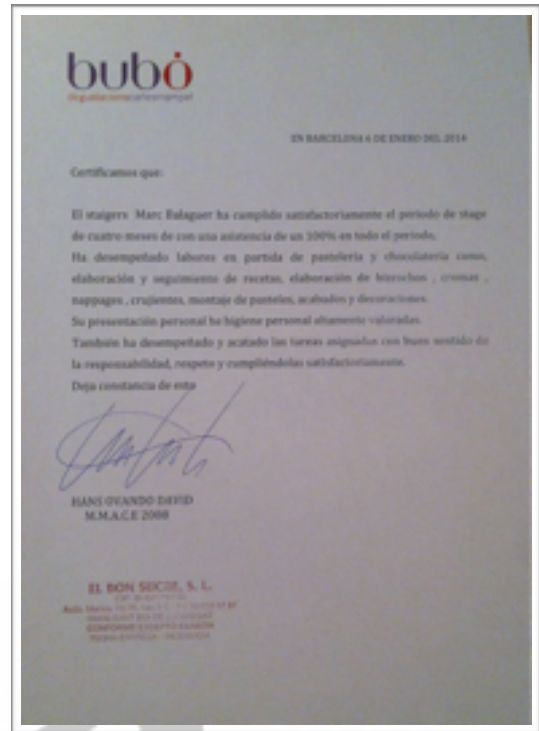 bubó
EN BARCELONA 6 DE ENERO DEL 2014
Certificamos que:
El staigers Marc Balaguer ha cumplido satisfactoriamente el periodo de stage
de cuatro meses de con una asistencia de un 100% en todo el periodo.
Ha desempeñado labores en partida de pastelería y chocolatería como,
elaboración y seguimiento de recetas, elaboración de bizcochos , cremas ,
nappages , crujientes, montaje de pasteles, acabados y decoraciones.
Su presentación personal he higiene personal altamente valoradas.
También ha desempeñado y acatado las tareas asignadas con buen sentido de
la responsabilidad, respeto y cumpliéndolas satisfactoriamente.
Deja constancia de esto
HANS OVANDO DAVID
M.M.A.C.E 2008
EL BON SUCRE, S. L.